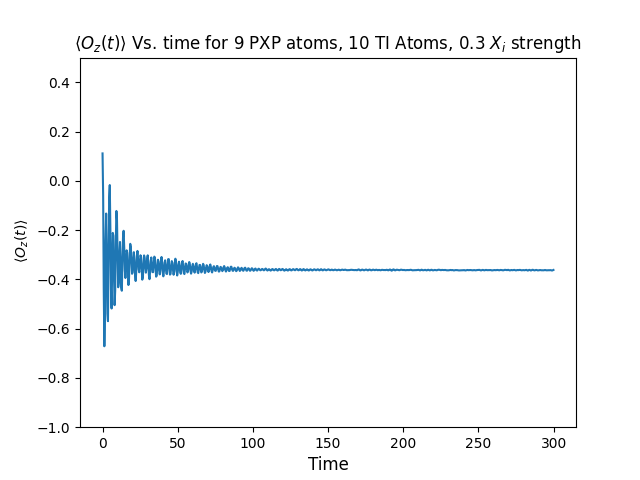 ⟨O_z(t)⟩ Vs. time for 9 PXP atoms, 10 TI Atoms, 0.3 X_i strength
0.4
0.2
0.0
−0.2
−0.4
−0.6
−0.8
−1.0
⟨O_z(t)⟩
0 50 100 150 200 250 300
Time